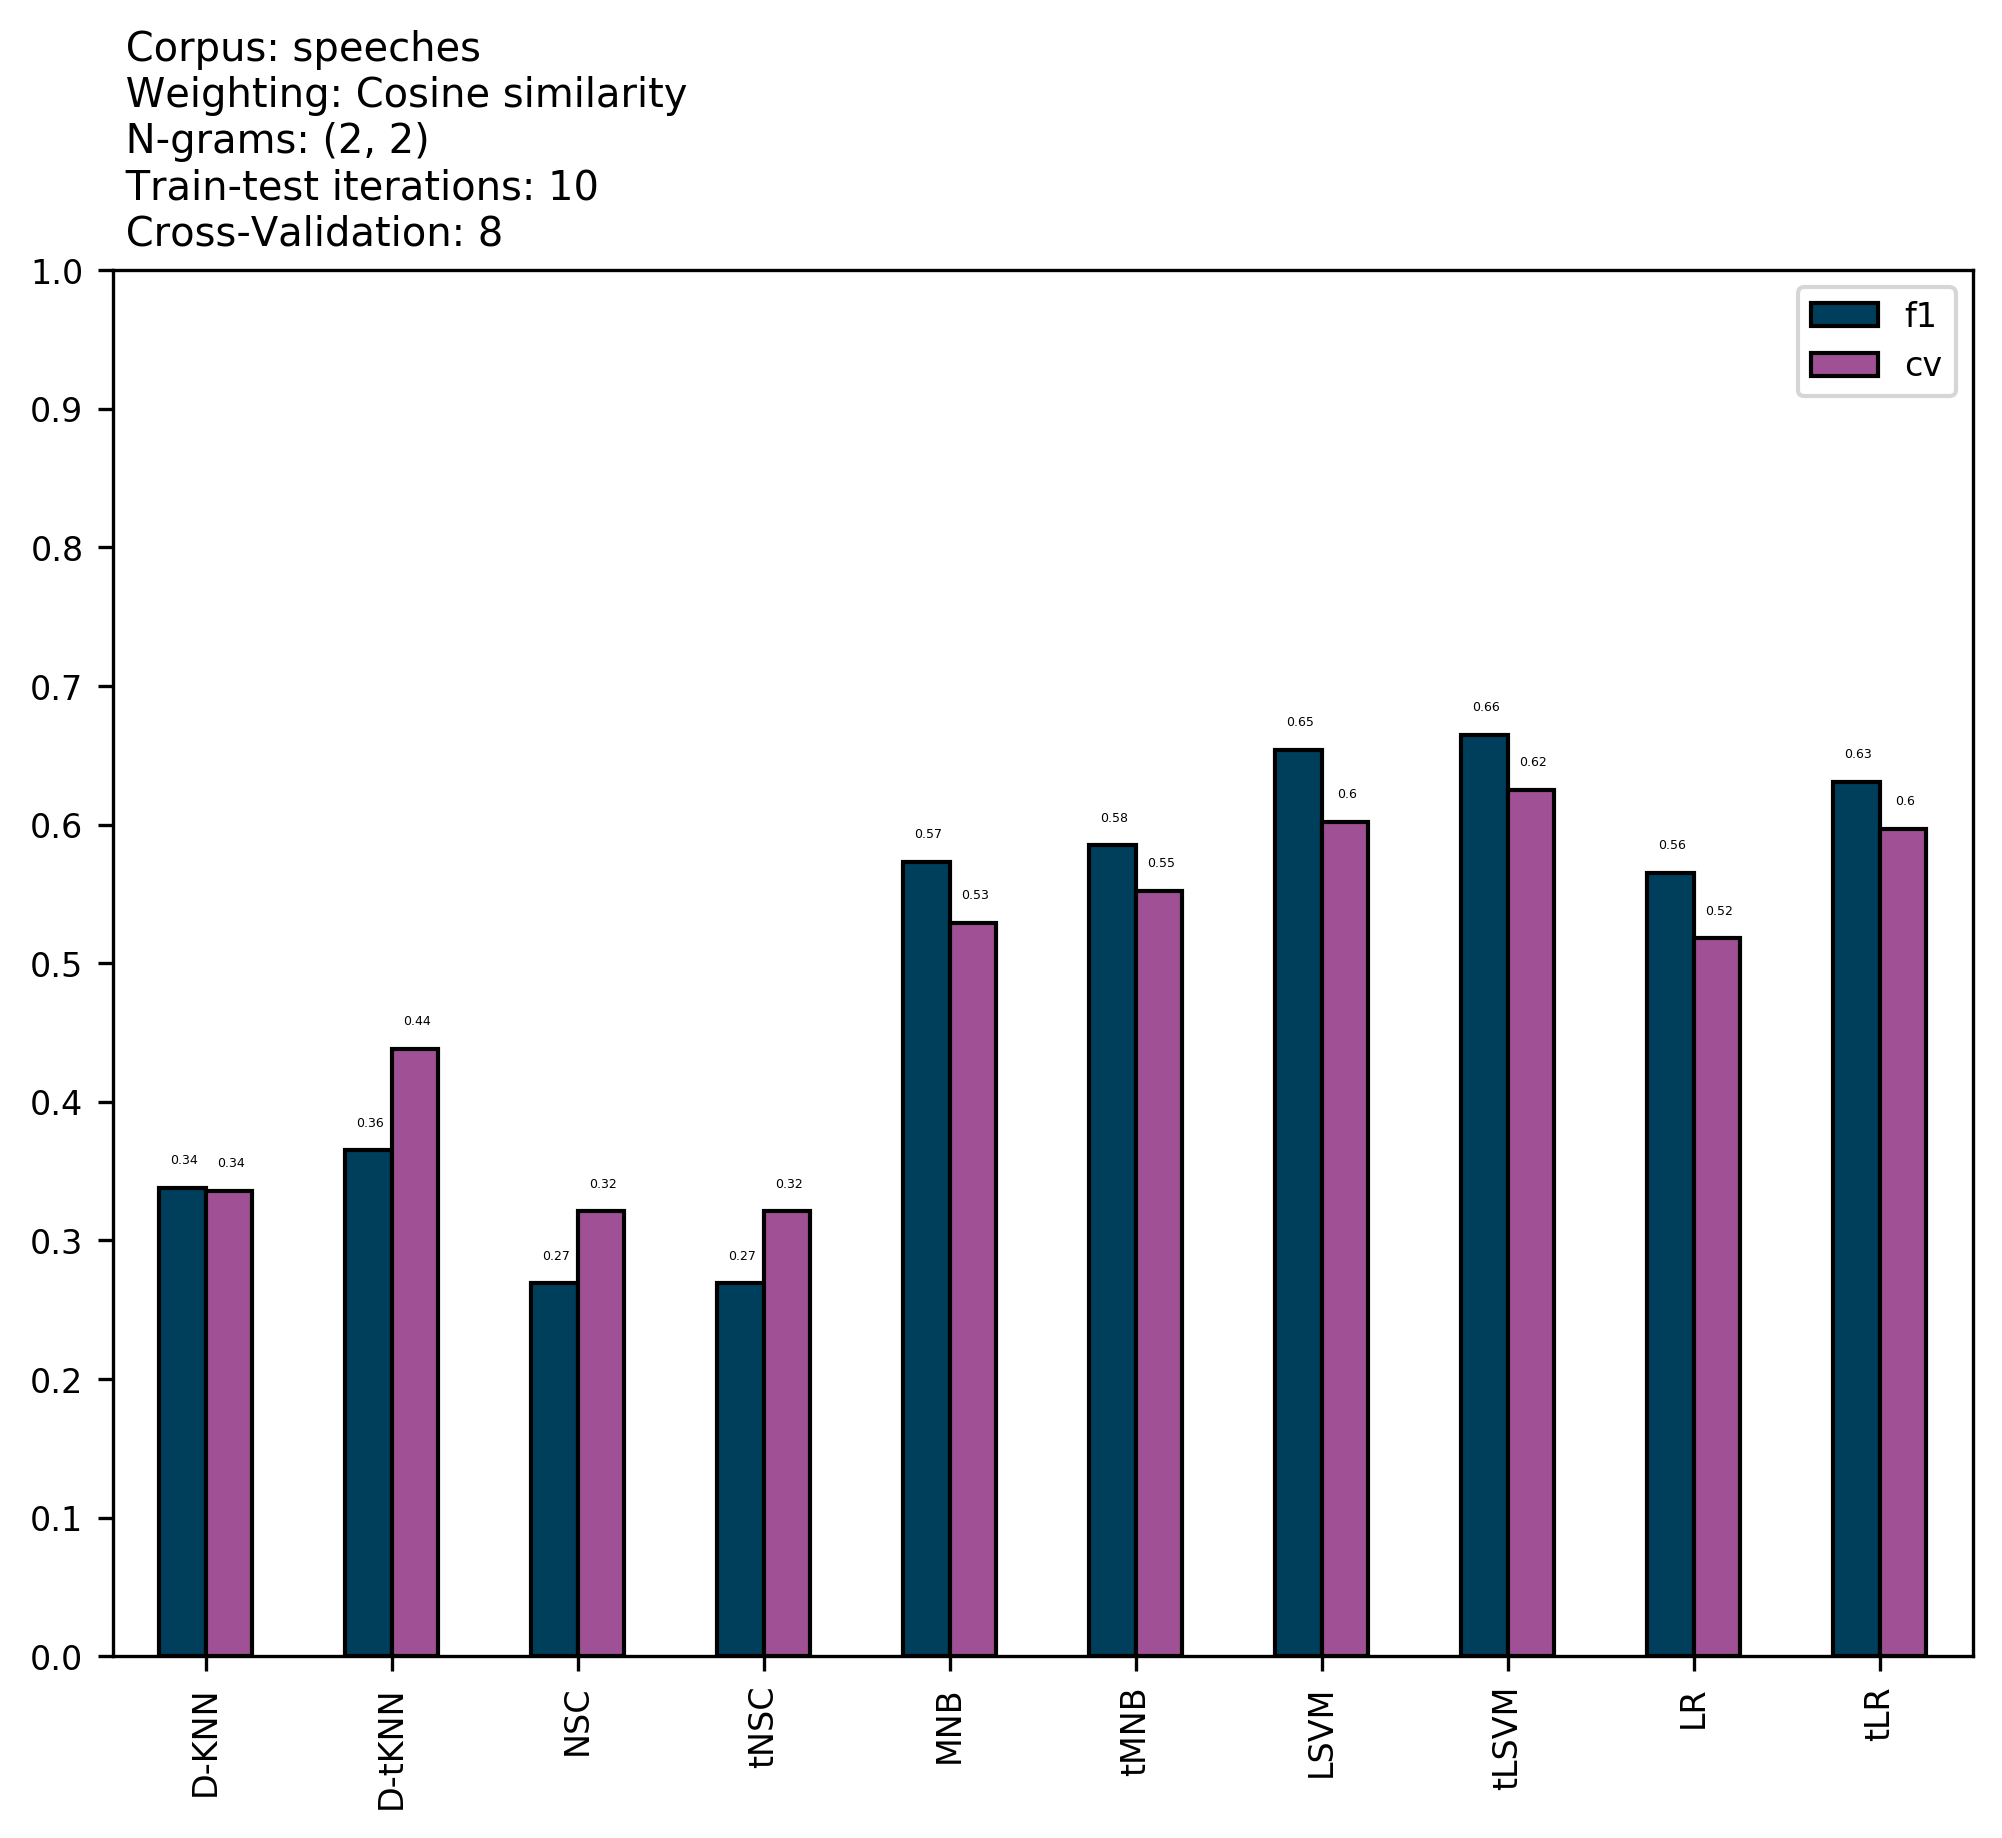 Corpus: speeches
Weighting: Cosine similarity
N-grams: (2, 2)
Train-test iterations: 10
Cross-Validation: 8
1.0
0.9
0.8
0.7
0.6
0.5
0.4
0.3
0.2
0.1
0.0
f1
cv
0.34
0.34
0.36
0.44
0.27
0.32
0.27
0.32
0.57
0.53
0.58
0.55
0.65
0.6
0.66
0.62
0.56
0.52
0.63
0.6
D-KNN
D-tKNN
NSC
tNSC
MNB
tMNB
LSVM
tLSVM
LR
tLR